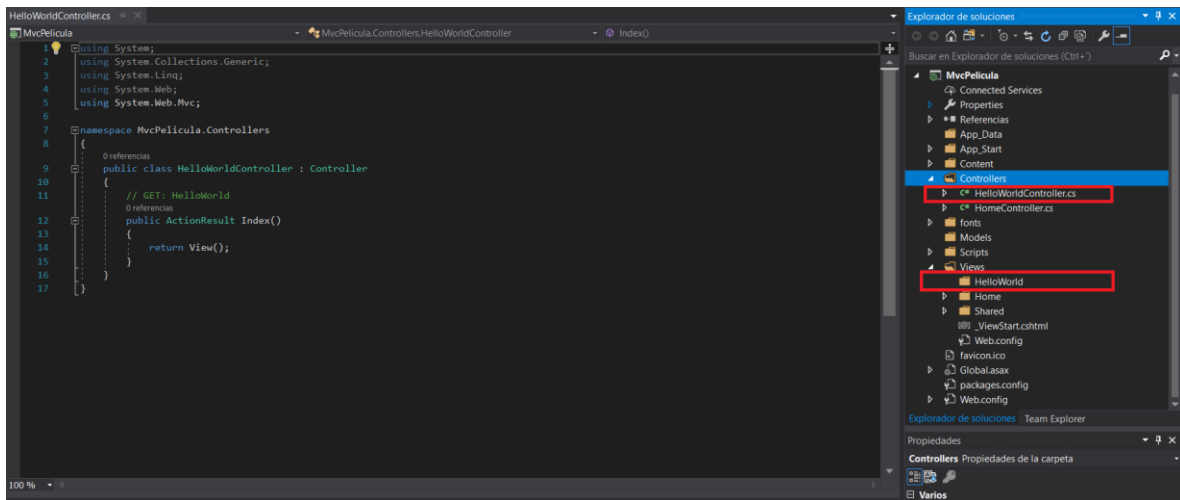 HelloWorldController.cs
MvcPelicula
MvcPelicula.Controllers.HelloWorldController
Index()
1 using System;
2 using System.Collections.Generic;
3 using System.Linq;
4 using System.Web;
5 using System.Web.Mvc;
6
7 namespace MvcPelicula.Controllers
8 {
0 referencias
9 public class HelloWorldController : Controller
10 {
11 // GET: HelloWorld
0 referencias
12 public ActionResult Index()
13 {
14 return View();
15 }
16 }
17 }
100 %
Explorador de soluciones
Buscar en Explorador de soluciones (Ctrl+´)
MvcPelicula
Connected Services
Properties
Referencias
App_Data
App_Start
Content
Controllers
C# HelloWorldController.cs
C# HomeController.cs
fonts
Models
Scripts
Views
HelloWorld
Home
Shared
_ViewStart.cshtml
Web.config
favicon.ico
Global.asax
packages.config
Web.config
Explorador de soluciones Team Explorer
Propiedades
Controllers Propiedades de la carpeta
Varios